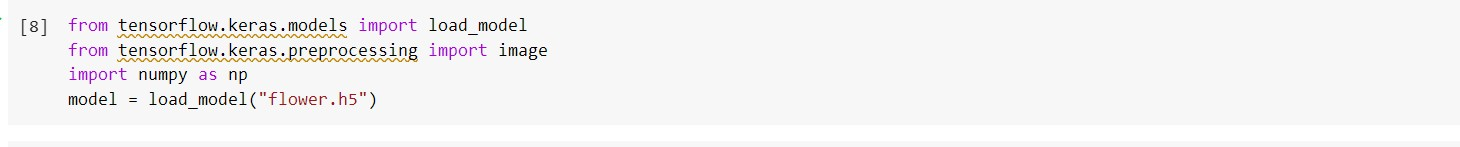 [8] from tensorflow.keras.models import load_model
from tensorflow.keras.preprocessing import image
import numpy as np
model = load_model("flower.h5")